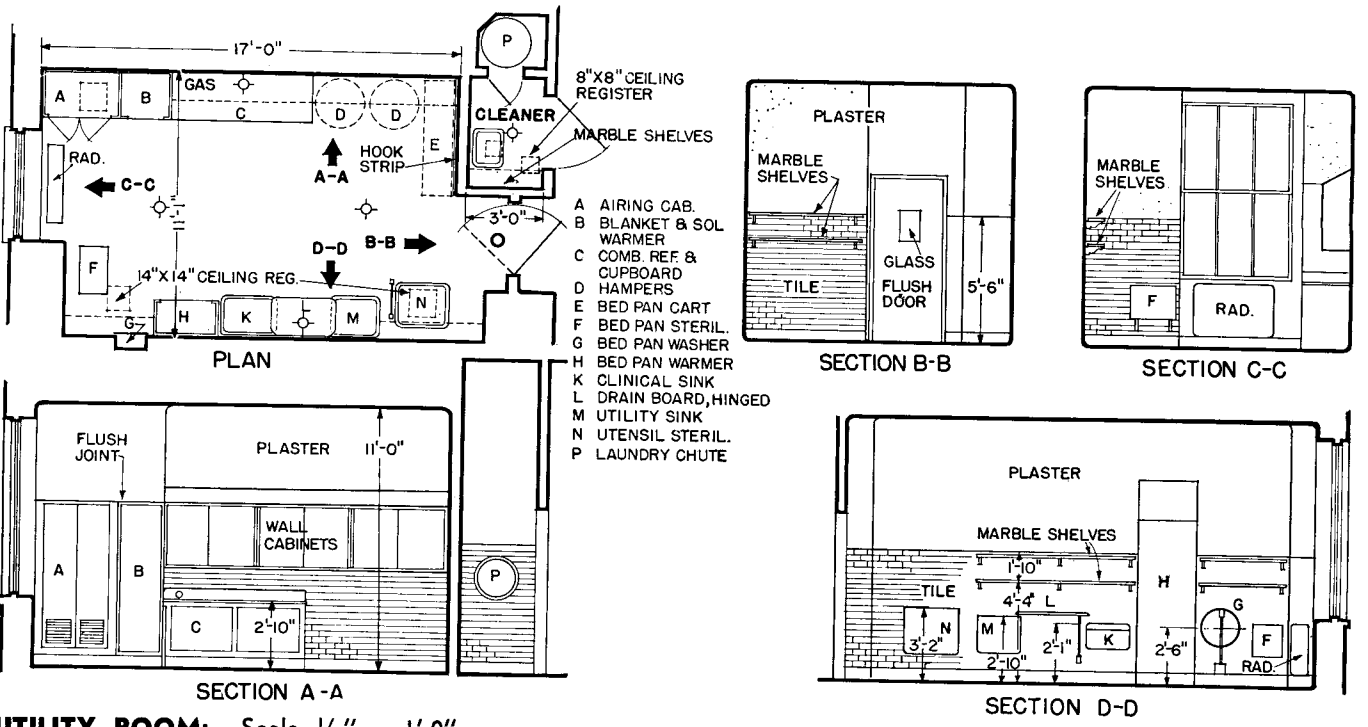 17'-0"
P
A
B
GAS
C
D
D
E
CLEANER
8"X8" CEILING
REGISTER
MARBLE SHELVES
HOOK
STRIP
RAD.
C-C
A-A
B-B
D-D
3'-0"
O
F
14"X14" CEILING REG.
G
H
K
L
M
N
PLAN
A AIRING CAB.
B BLANKET & SOL
WARMER
C COMB. REF. &
CUPBOARD
D HAMPERS
E BED PAN CART
F BED PAN STERIL.
G BED PAN WASHER
H BED PAN WARMER
K CLINICAL SINK
L DRAIN BOARD, HINGED
M UTILITY SINK
N UTENSIL STERIL.
P LAUNDRY CHUTE
PLASTER
MARBLE
SHELVES
TILE
GLASS
FLUSH
DOOR
5'-6"
SECTION B-B
MARBLE
SHELVES
F
RAD.
SECTION C-C
FLUSH
JOINT
PLASTER
11'-0"
WALL
CABINETS
A
B
C
2'-10"
P
SECTION A-A
PLASTER
MARBLE SHELVES
1'-10"
TILE
4'-4"
L
H
G
N
M
K
F
3'-2"
2'-10"
2'-1"
2'-6"
RAD.
SECTION D-D
UTILITY ROOM: Scale